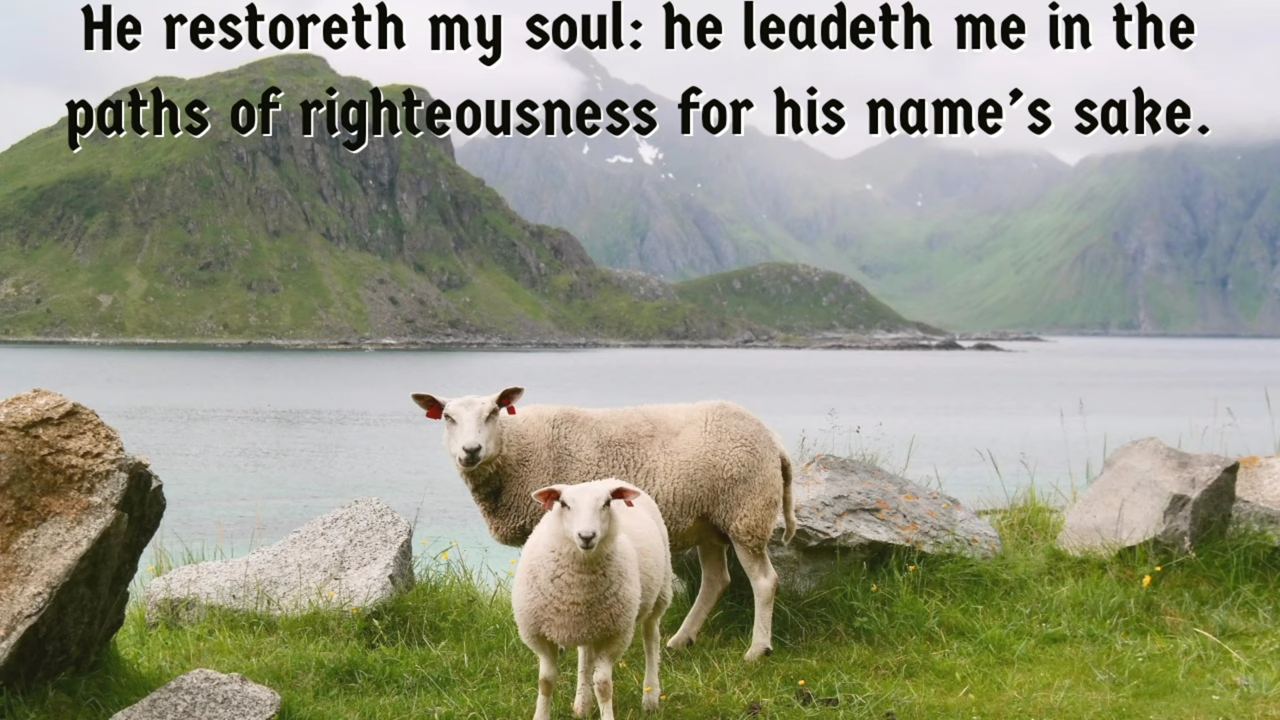 He restoreth my soul: he leadeth me in the
paths of righteousness for his name’s sake.